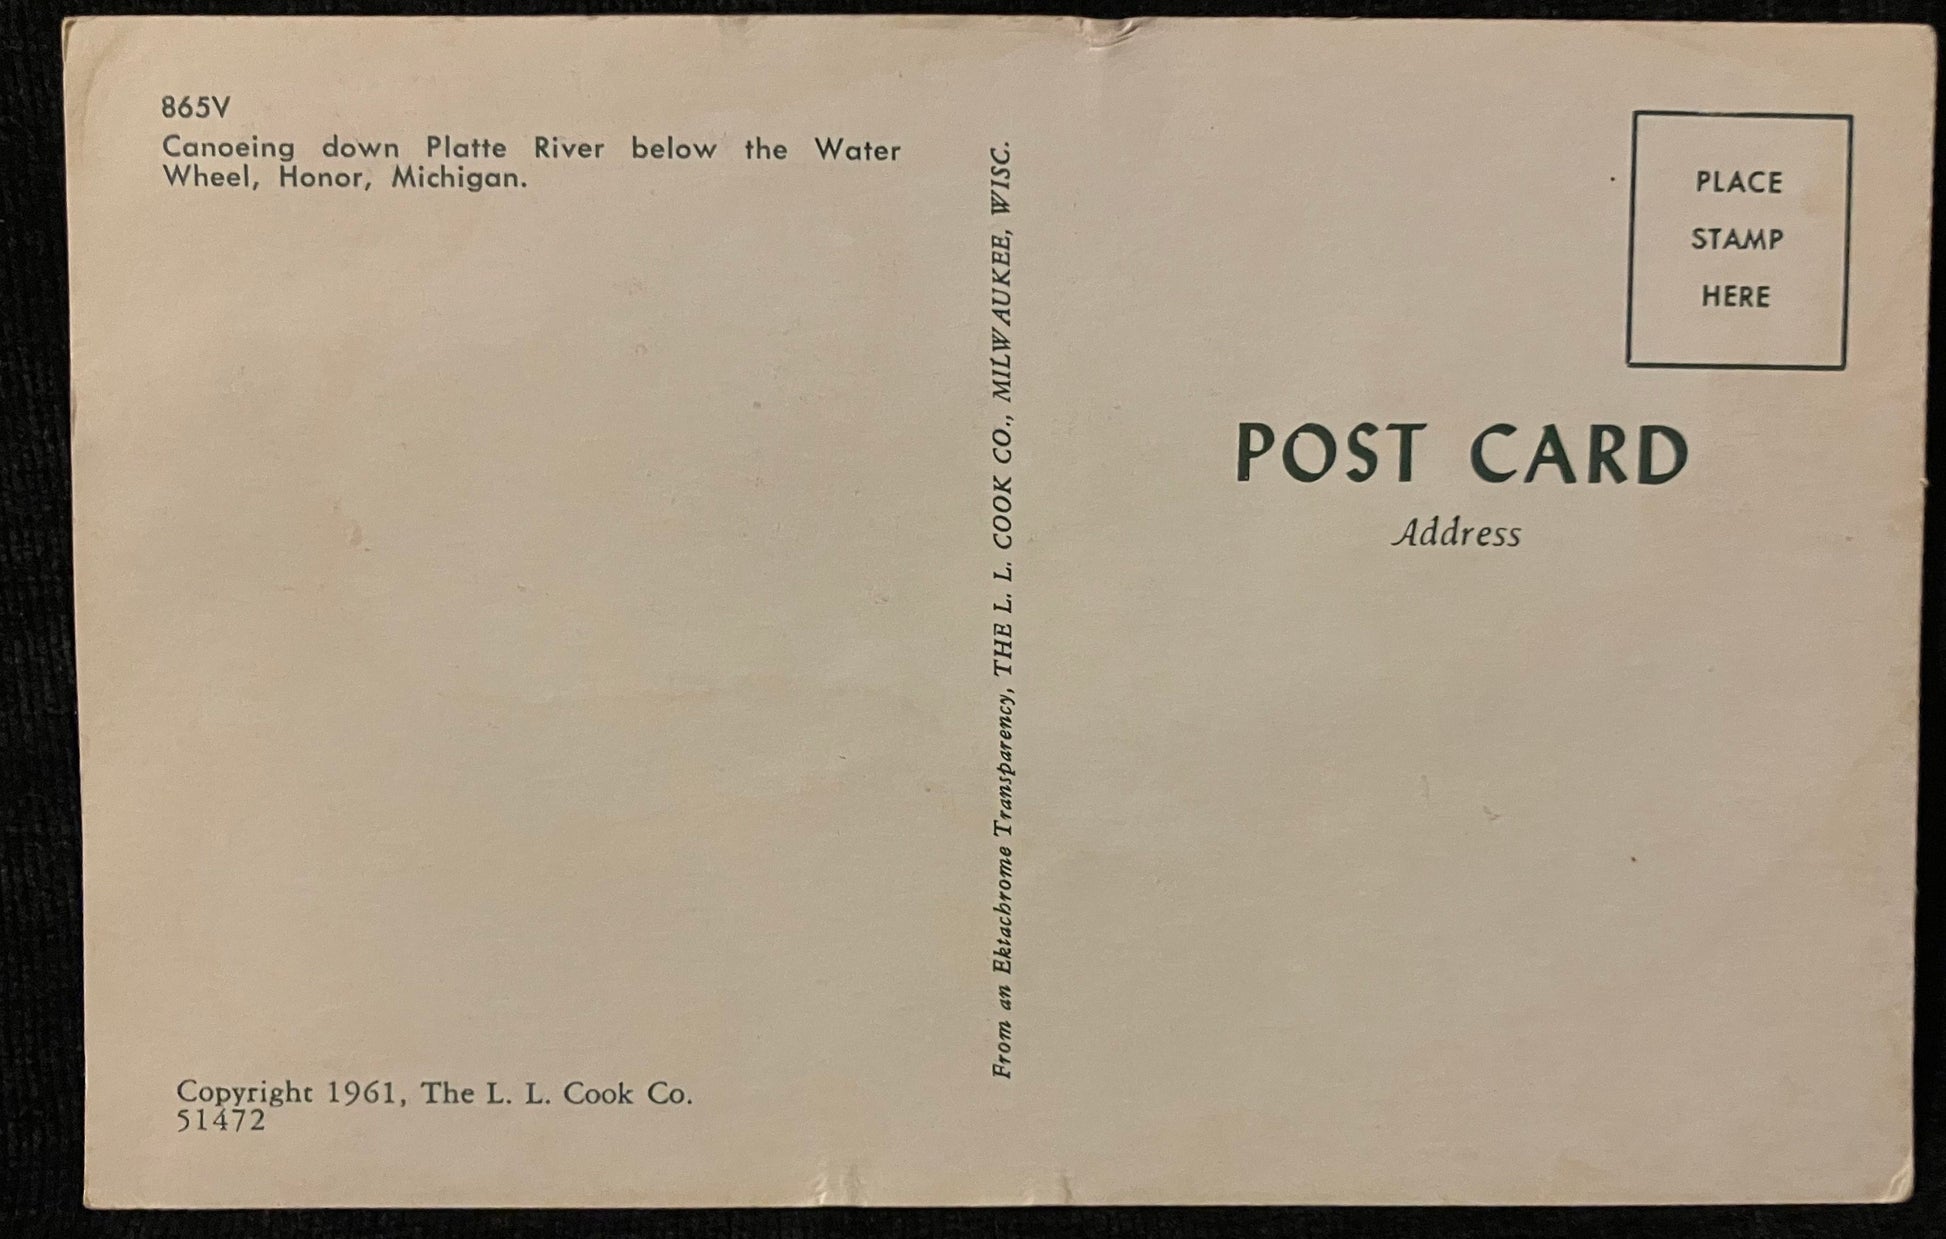 865V
Canoeing down Platte River below the Water
Wheel, Honor, Michigan.
Copyright 1961, The L. L. Cook Co.
51472
From an Ektachrome Transparency, THE L. L. COOK CO., MILWAUKEE, WISC.
PLACE
STAMP
HERE
POST CARD
Address